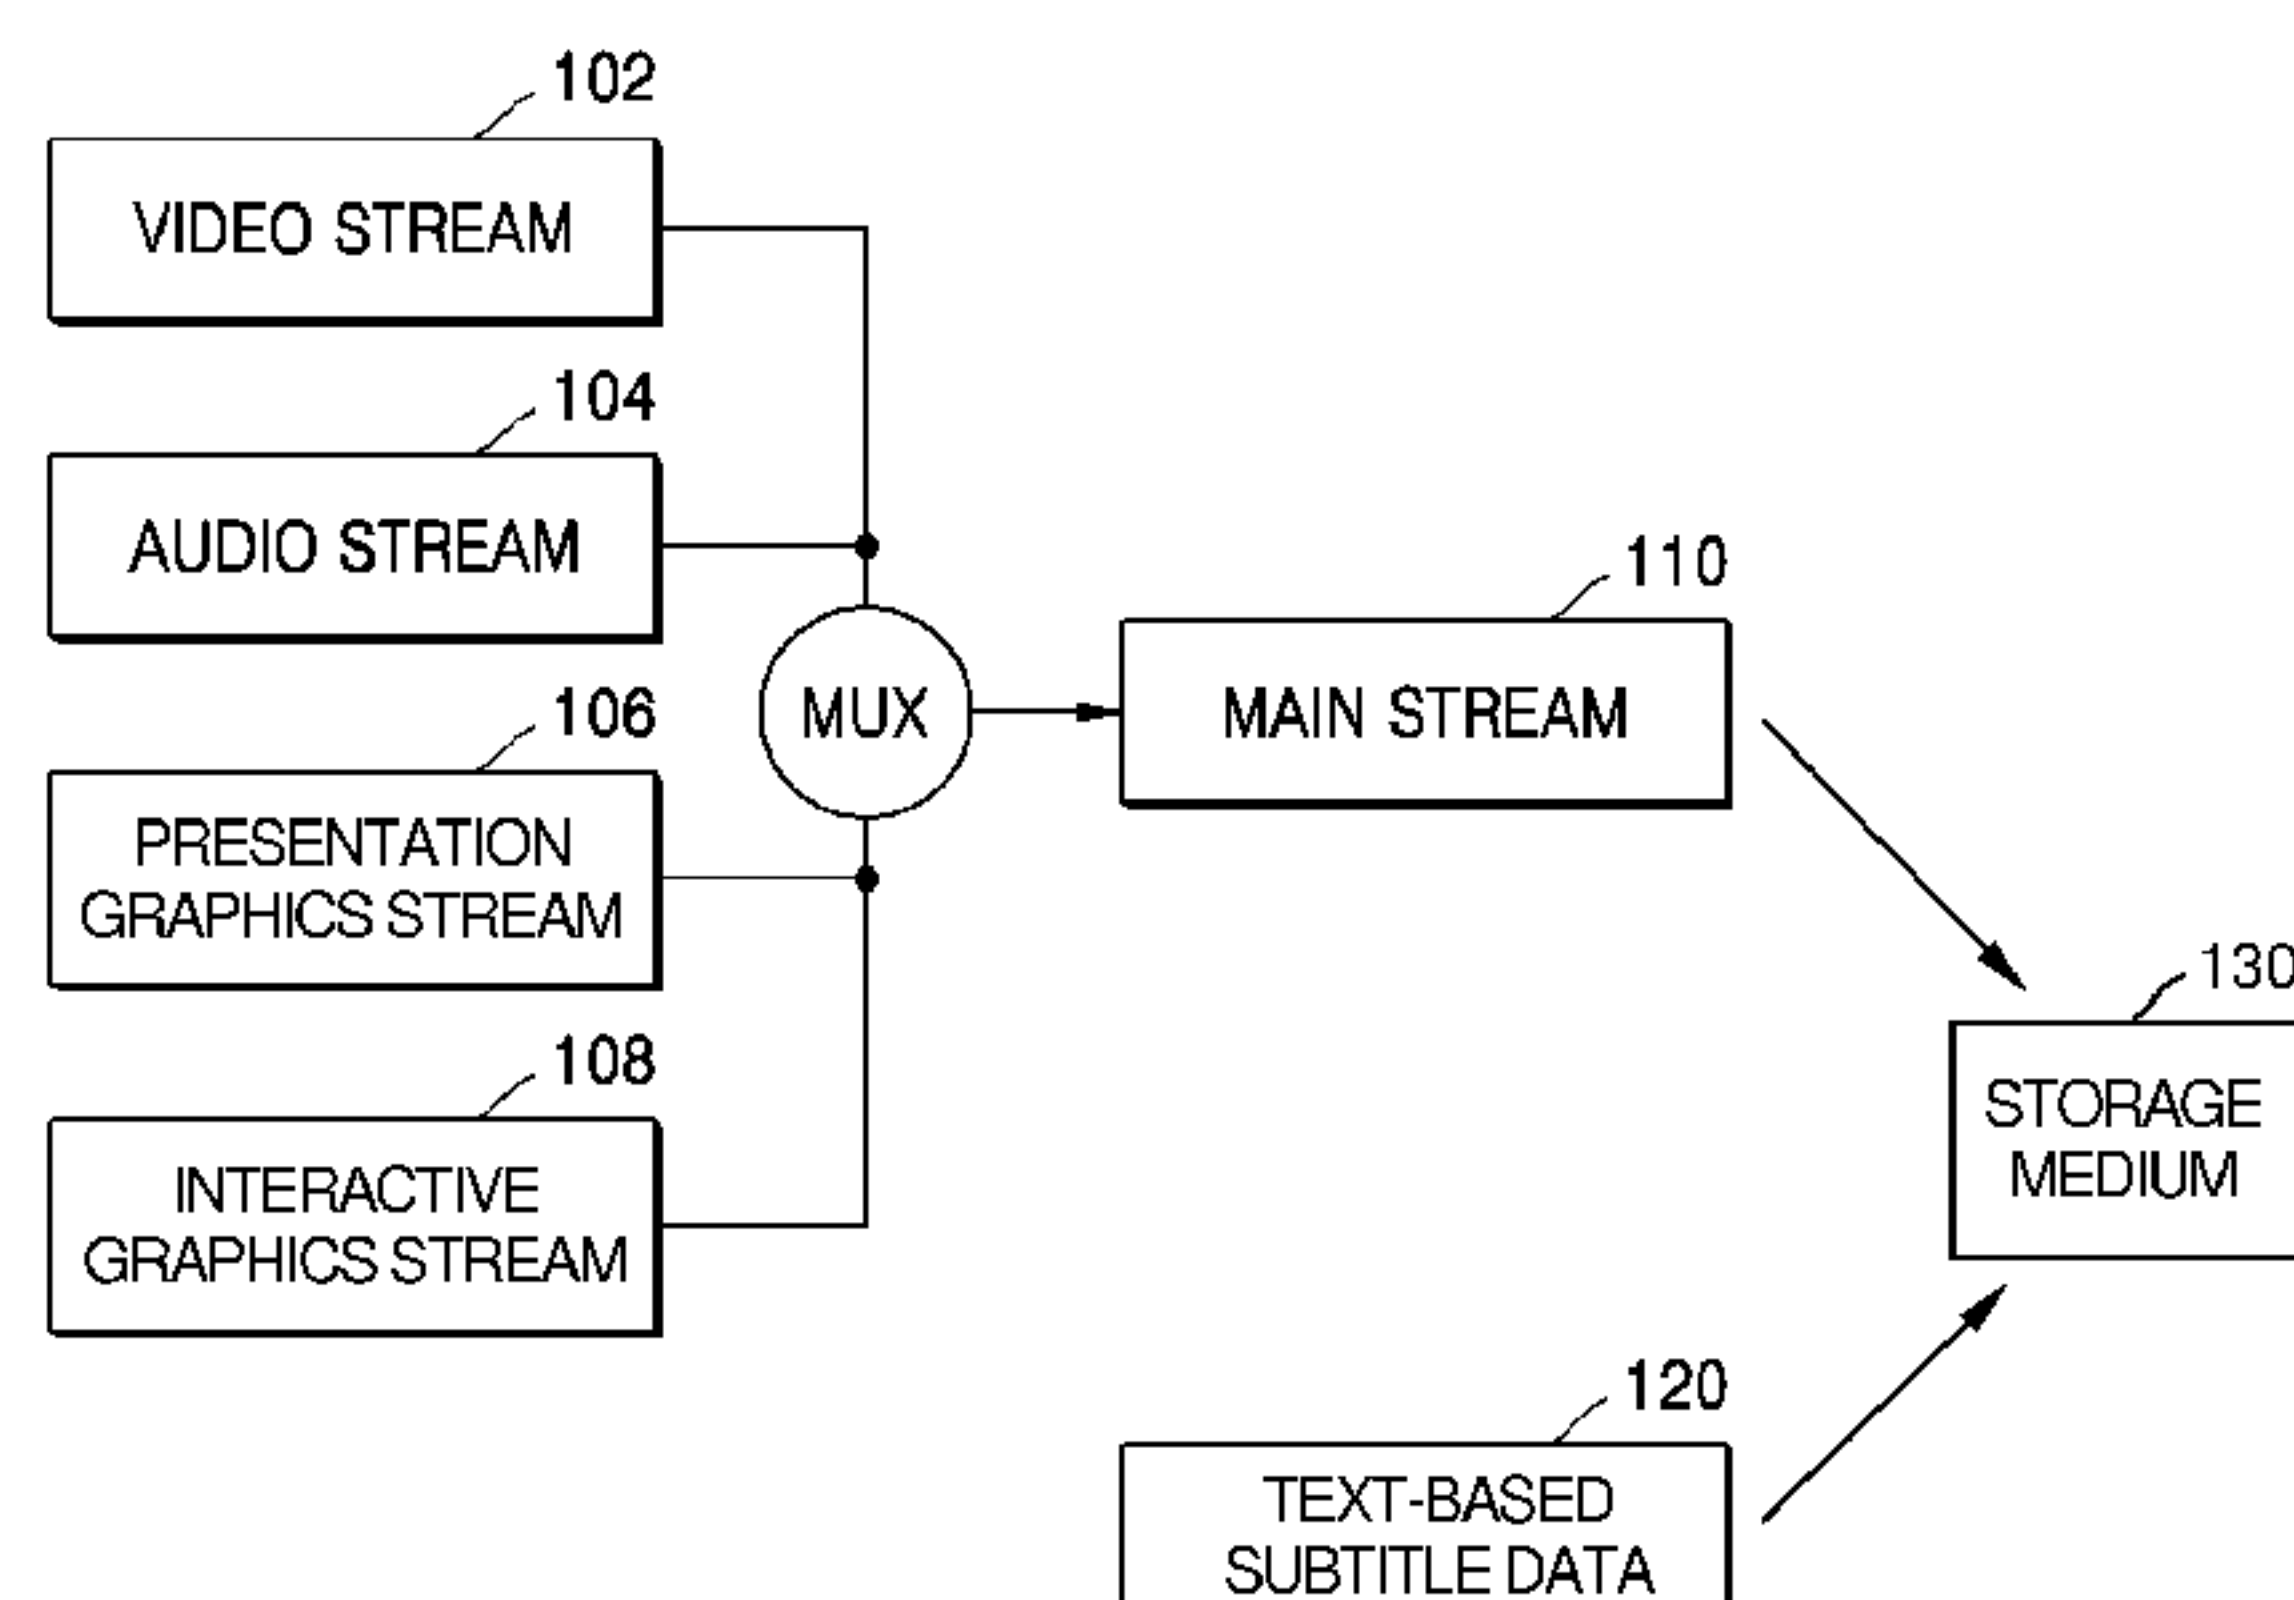 102
VIDEO STREAM
104
AUDIO STREAM
106
PRESENTATION
GRAPHICS STREAM
108
INTERACTIVE
GRAPHICS STREAM
MUX
110
MAIN STREAM
130
STORAGE
MEDIUM
120
TEXT-BASED
SUBTITLE DATA